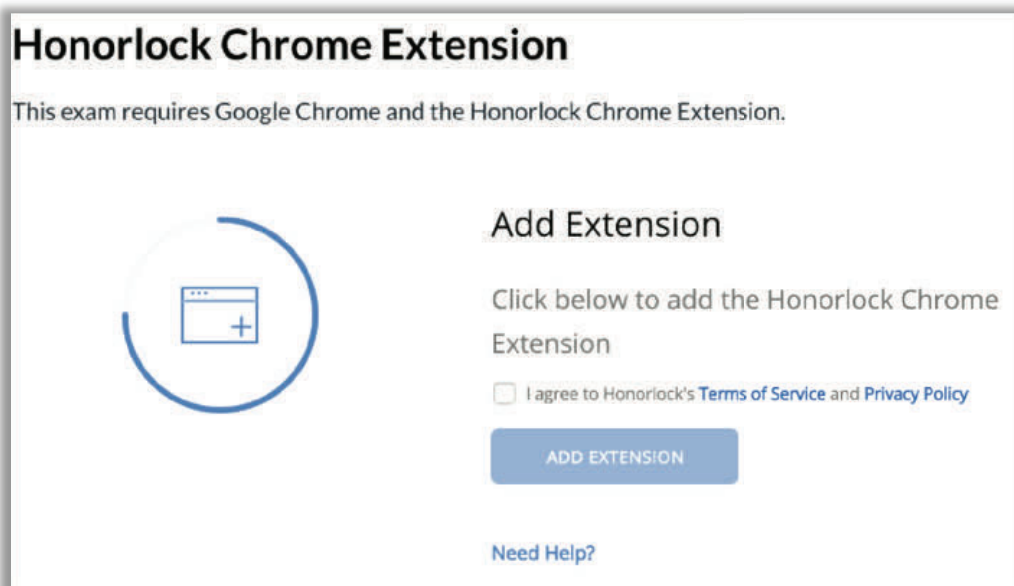 Honorlock Chrome Extension
This exam requires Google Chrome and the Honorlock Chrome Extension.
Add Extension
Click below to add the Honorlock Chrome
Extension
I agree to Honorlock's Terms of Service and Privacy Policy
ADD EXTENSION
Need Help?